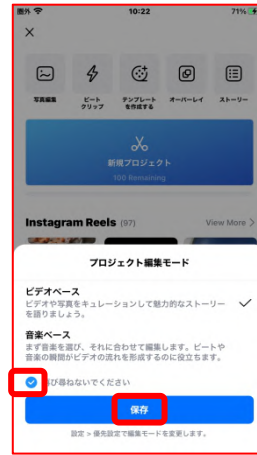 圏外 10:22 71%
写真編集 ビート
クリップ テンプレート
を作成する オーバーレイ ストーリー
新規プロジェクト
100 Remaining
Instagram Reels (97) View More >
プロジェクト編集モード
ビデオベース
ビデオや写真をキュレーションして魅力的なストーリー
を語りましょう。
音楽ベース
まず音楽を選び、それに合わせて編集します。ビートや
音楽の瞬間がビデオの流れを形成するのに役立ちます。
び尋ねないでください
保存
設定 > 優先設定で編集モードを変更します。